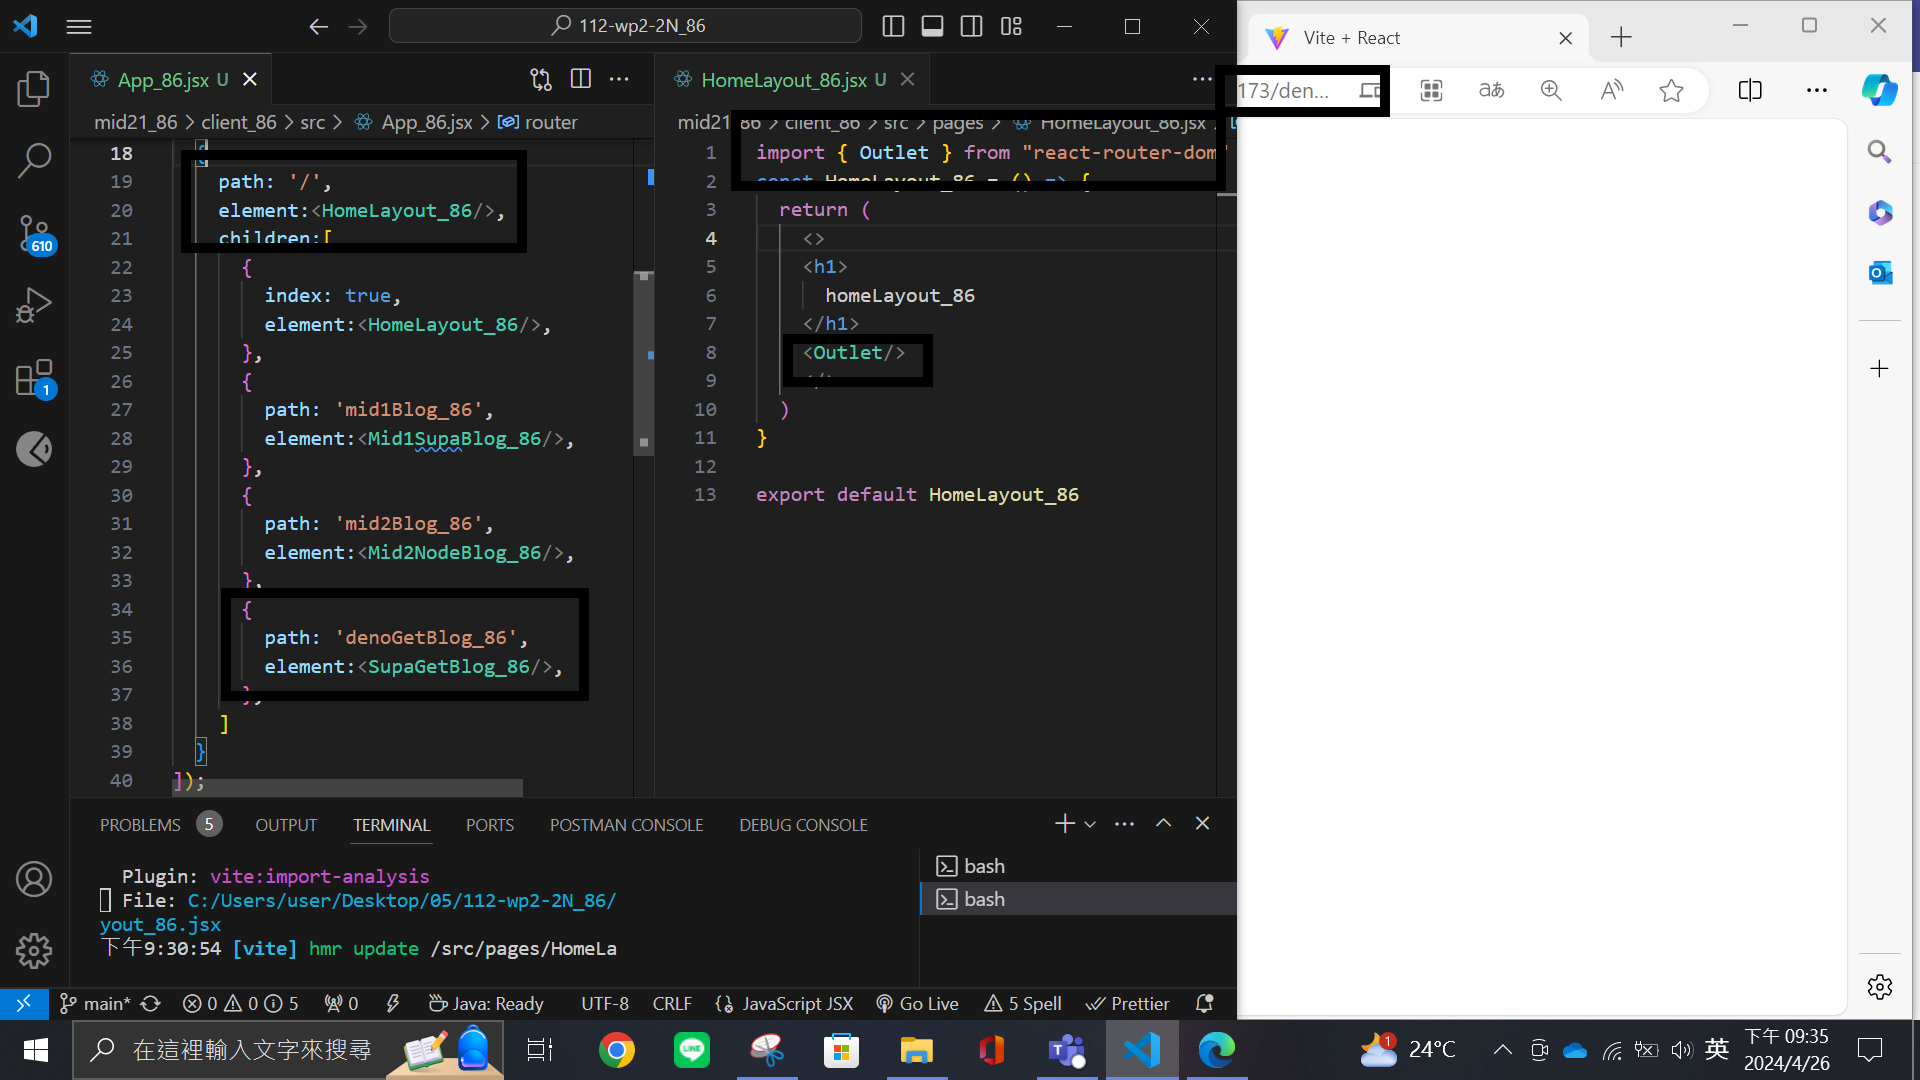 112-wp2-2N_86
App_86.jsx U
mid21_86 > client_86 > src > App_86.jsx > router
18 {
19 path: '/',
20 element:<HomeLayout_86/>,
21 children:[
22 {
23 index: true,
24 element:<HomeLayout_86/>,
25 },
26 {
27 path: 'mid1Blog_86',
28 element:<Mid1SupaBlog_86/>,
29 },
30 {
31 path: 'mid2Blog_86',
32 element:<Mid2NodeBlog_86/>,
33 },
34 {
35 path: 'denoGetBlog_86',
36 element:<SupaGetBlog_86/>,
37 },
38 ]
39 }
40 ]);
HomeLayout_86.jsx U
mid21_86 > client_86 > src > pages > HomeLayout_86.jsx
1 import { Outlet } from "react-router-dom"
2 const HomeLayout_86 = () => {
3 return (
4 <>
5 <h1>
6 homeLayout_86
7 </h1>
8 <Outlet/>
9 </>
10 )
11 }
12
13 export default HomeLayout_86
610
1
PROBLEMS 5 OUTPUT TERMINAL PORTS POSTMAN CONSOLE DEBUG CONSOLE
Plugin: vite:import-analysis
File: C:/Users/user/Desktop/05/112-wp2-2N_86/
yout_86.jsx
下午9:30:54 [vite] hmr update /src/pages/HomeLa
bash
bash
main* 0 0 5 0 Java: Ready UTF-8 CRLF JavaScript JSX Go Live 5 Spell Prettier
Vite + React
173/den...
aあ
在這裡輸入文字來搜尋
1
24°C
英
下午 09:35
2024/4/26